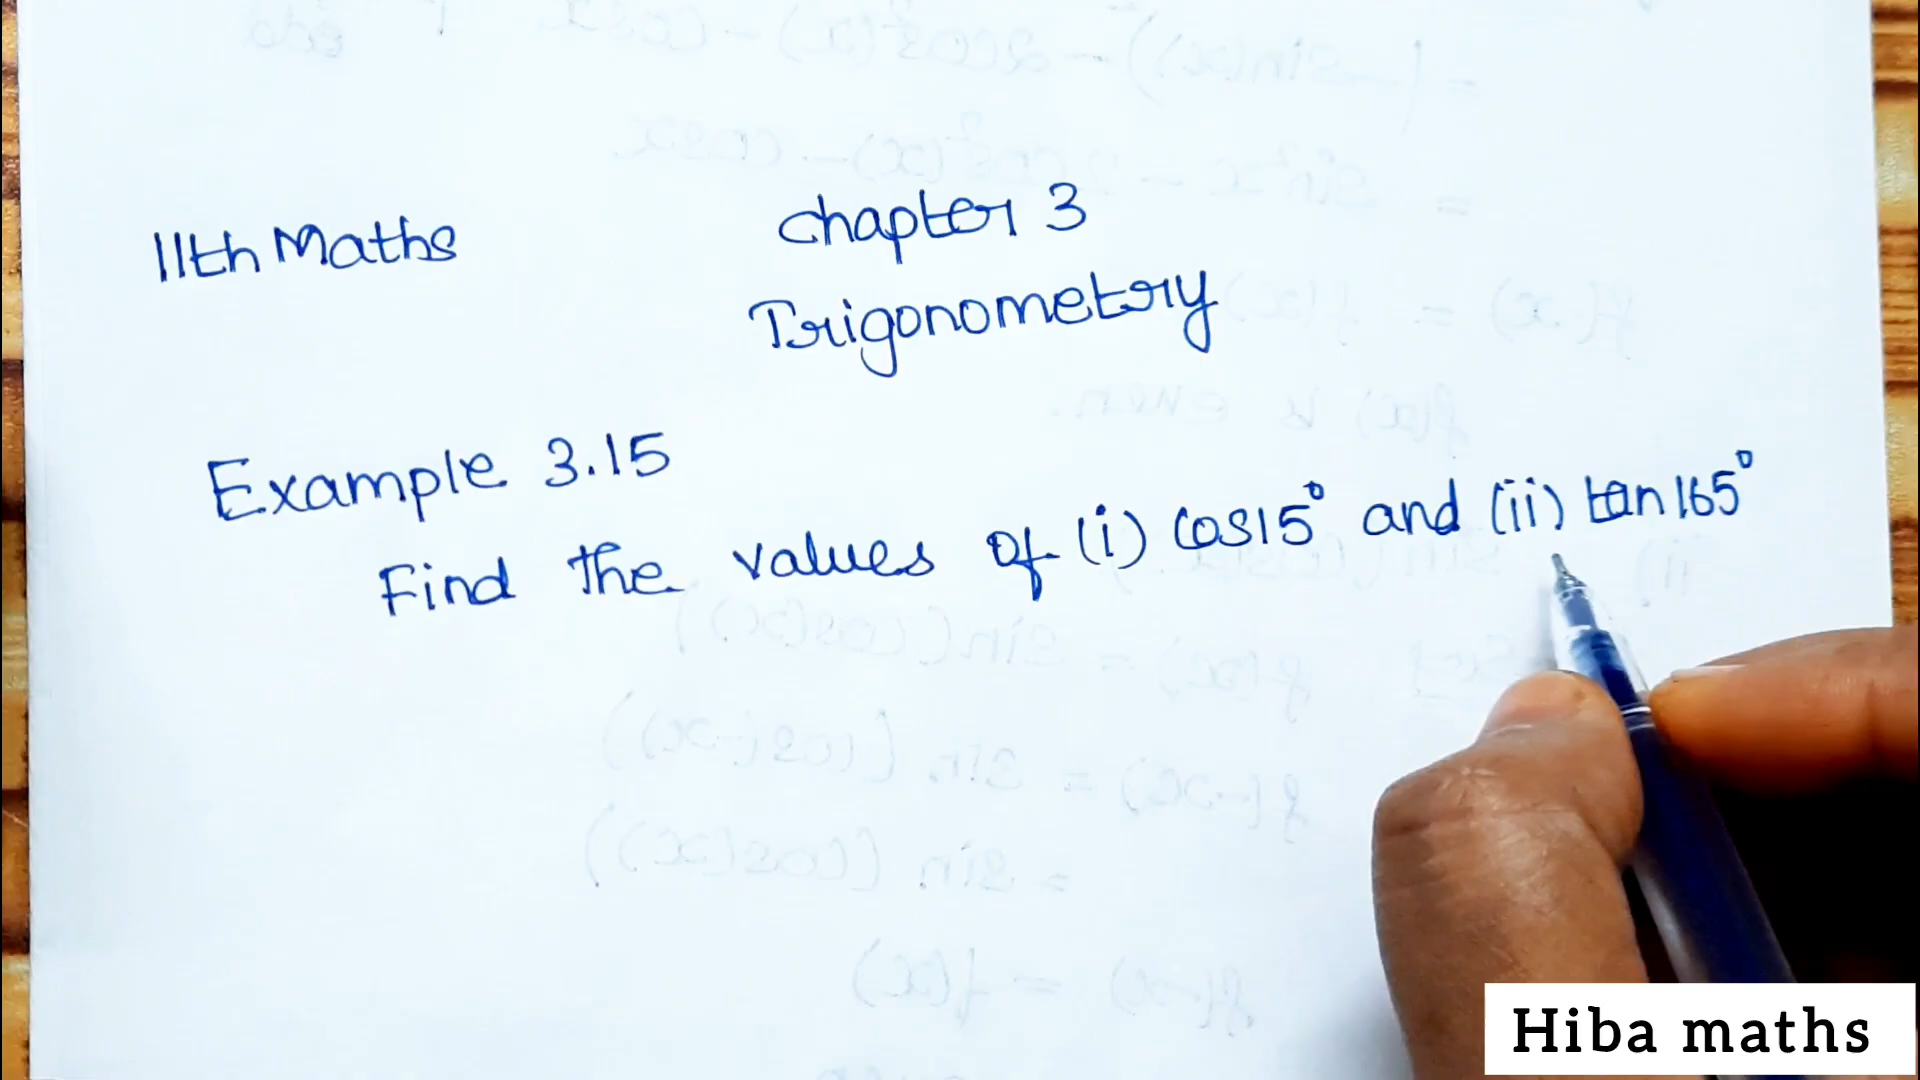 11th Maths
Chapter 3
Trigonometry
Example 3.15
Find the values of (i) cos15° and (ii) tan165°
Hiba maths